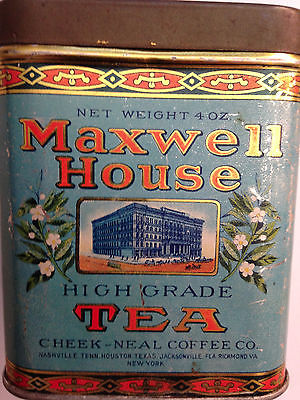 NET WEIGHT 4 OZ.
Maxwell
House
HIGH GRADE
TEA
CHEEK-NEAL COFFEE CO.
NASHVILLE, TENN. HOUSTON, TEXAS, JACKSONVILLE, FLA. RICHMOND, VA.
NEW YORK